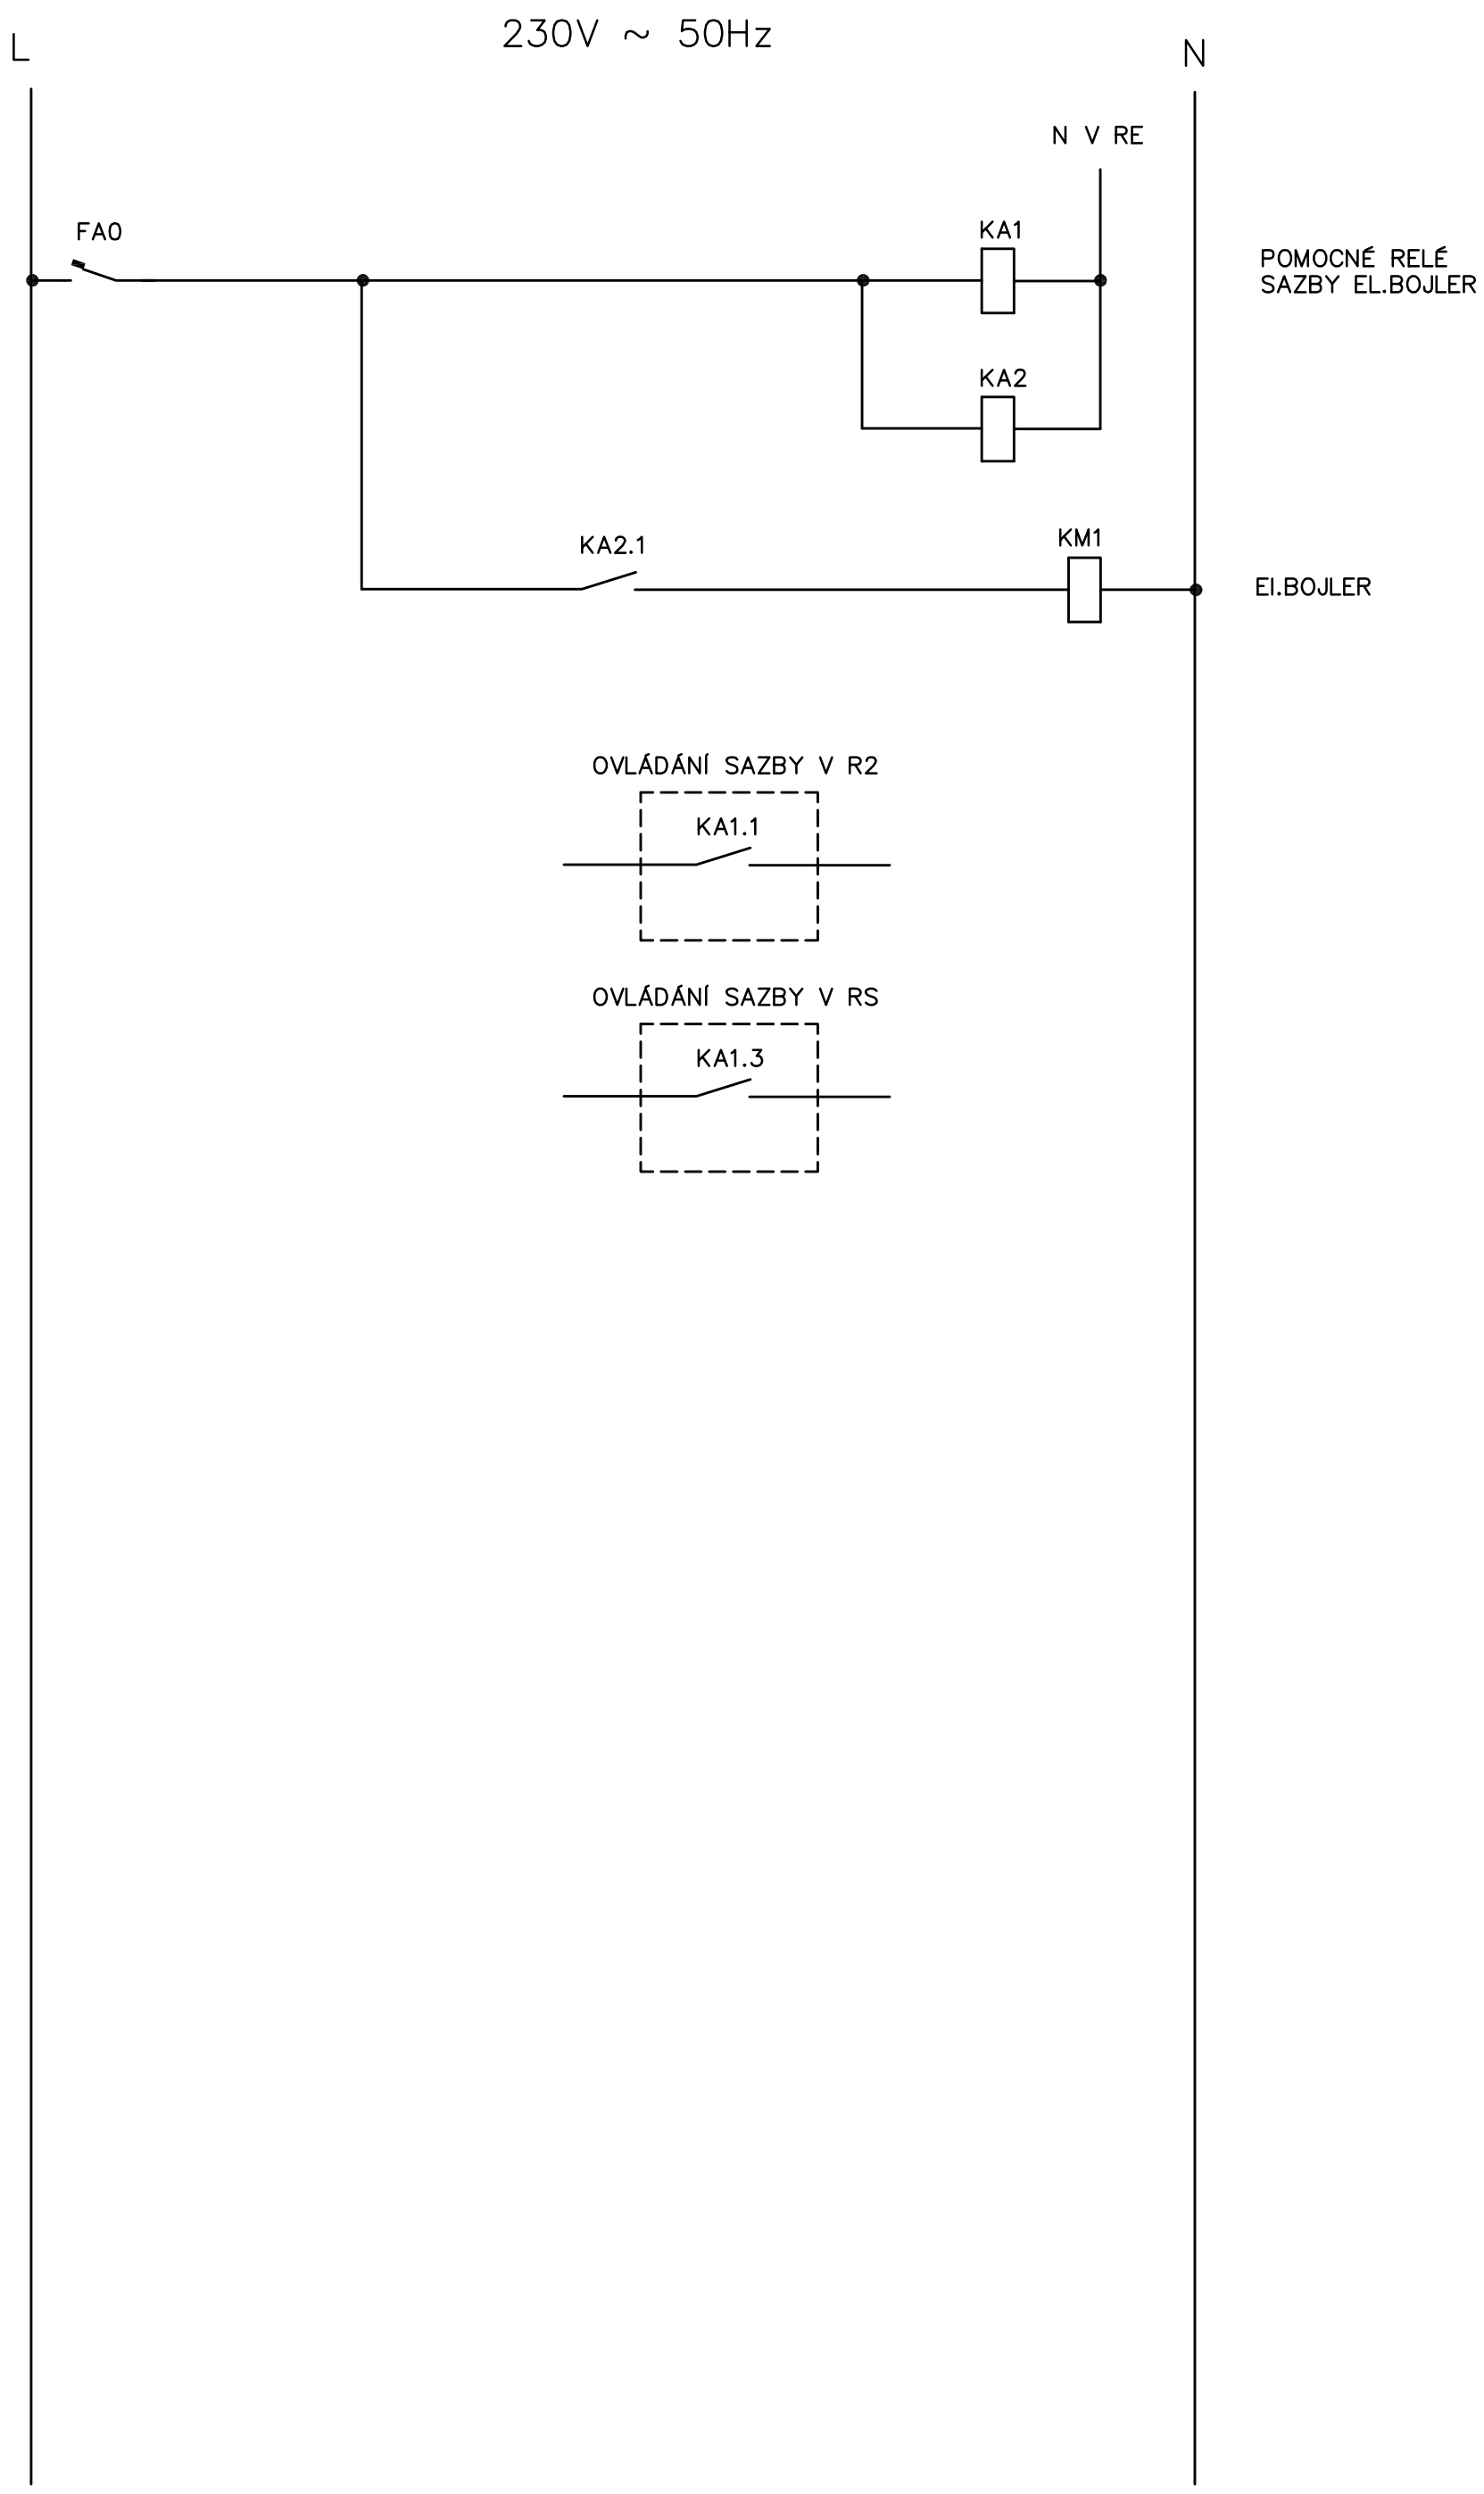 230V ~ 50Hz
L
N
N V RE
FA0
KA1
POMOCNÉ RELÉ
SAZBY EL.BOJLER
KA2
KA2.1
KM1
El.BOJLER
OVLÁDÁNÍ SAZBY V R2
KA1.1
OVLÁDÁNÍ SAZBY V RS
KA1.3